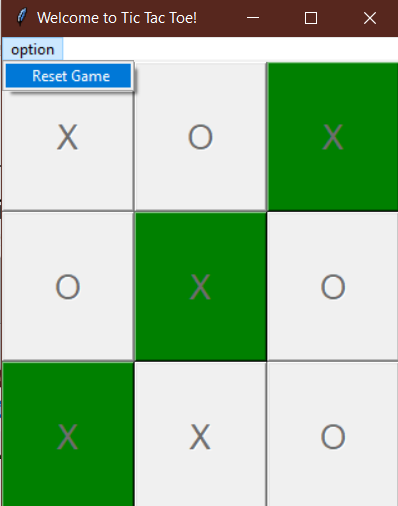 Welcome to Tic Tac Toe!
option
Reset Game
X O X
O X O
X X O